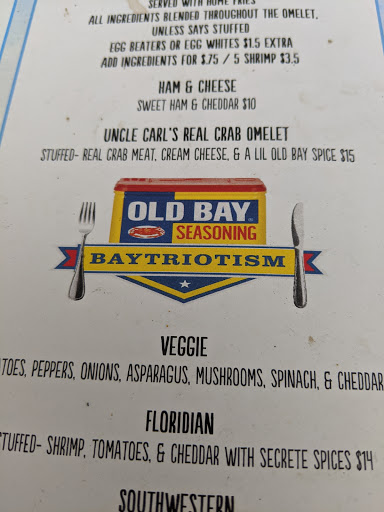 SERVED WITH HOME FRIES
ALL INGREDIENTS BLENDED THROUGHOUT THE OMELET,
UNLESS SAYS STUFFED
EGG BEATERS OR EGG WHITES $1.5 EXTRA
ADD INGREDIENTS FOR $.75 / 5 SHRIMP $3.5
HAM & CHEESE
SWEET HAM & CHEDDAR $10
UNCLE CARL'S REAL CRAB OMELET
STUFFED- REAL CRAB MEAT, CREAM CHEESE, & A LIL OLD BAY SPICE $15
OLD BAY®
SEASONING
BAYTRIOTISM
VEGGIE
TOES, PEPPERS, ONIONS, ASPARAGUS, MUSHROOMS, SPINACH, & CHEDDAR
FLORIDIAN
STUFFED- SHRIMP, TOMATOES, & CHEDDAR WITH SECRETE SPICES $14
SOUTHWESTERN